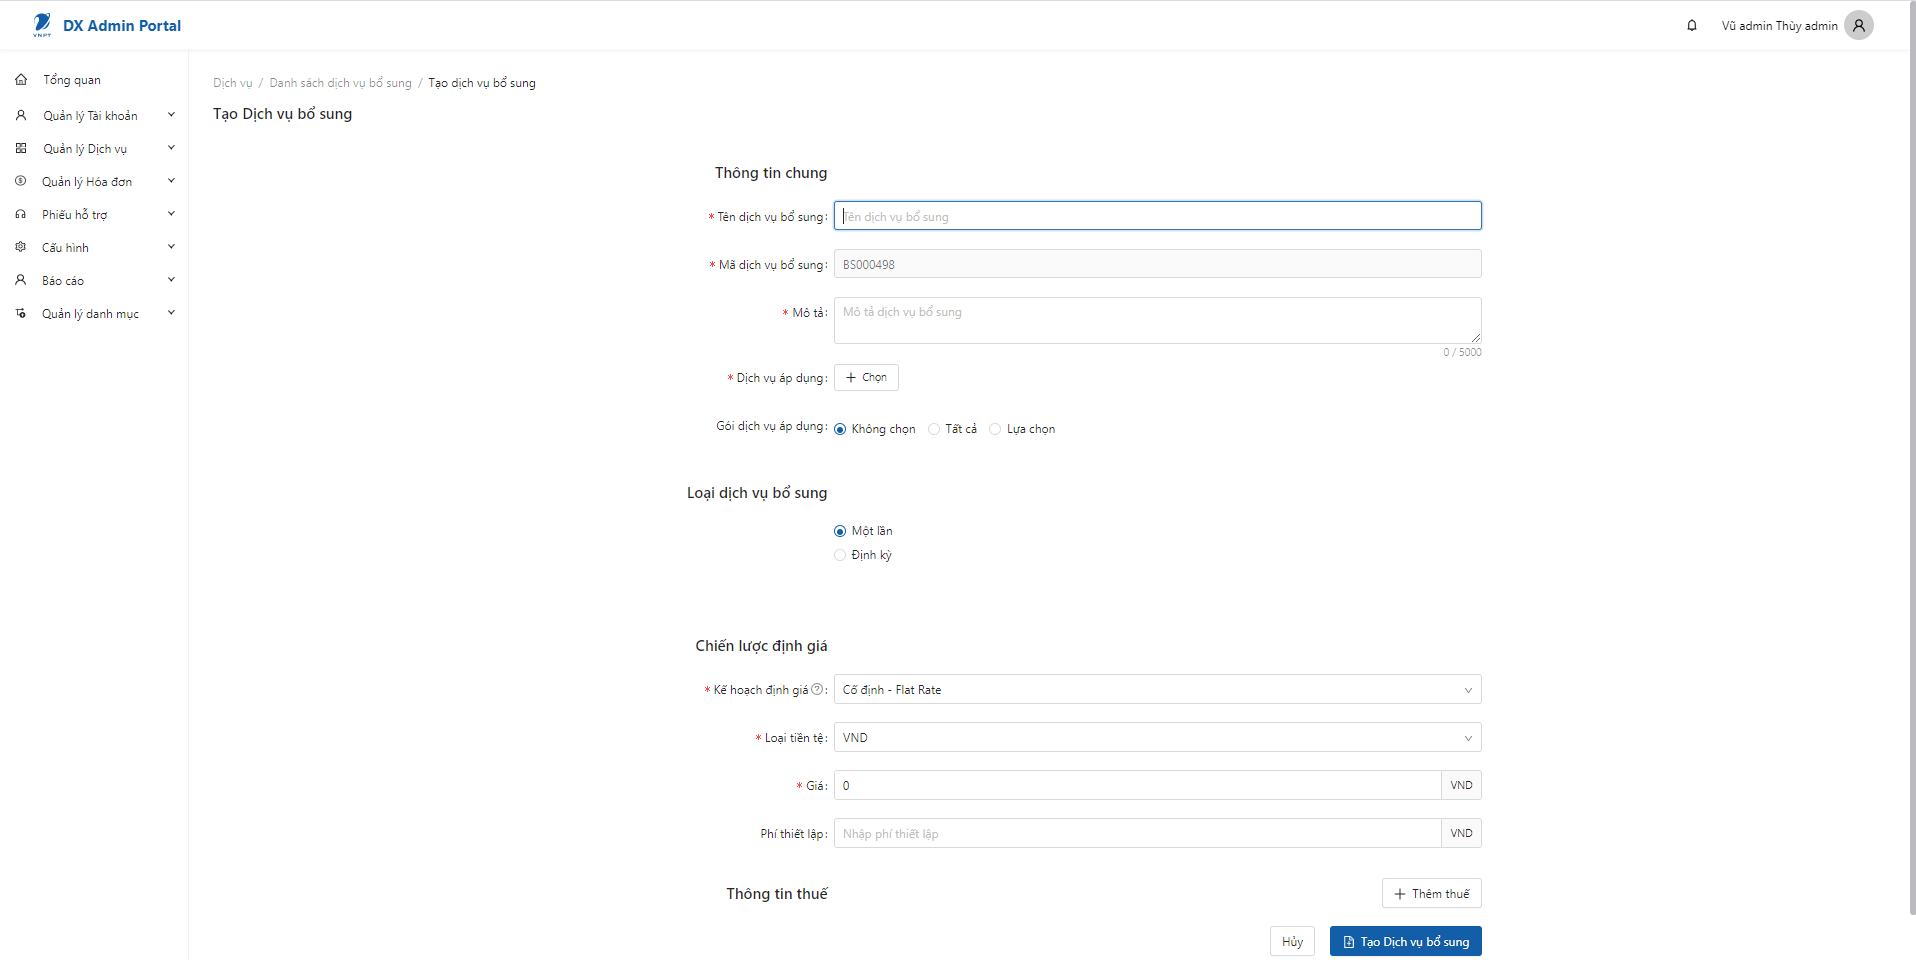 VNPT
DX Admin Portal
Vũ admin Thùy admin
Tổng quan
Quản lý Tài khoản
Quản lý Dịch vụ
Quản lý Hóa đơn
Phiếu hỗ trợ
Cấu hình
Báo cáo
Quản lý danh mục
Dịch vụ / Danh sách dịch vụ bổ sung / Tạo dịch vụ bổ sung
Tạo Dịch vụ bổ sung
Thông tin chung
* Tên dịch vụ bổ sung: Tên dịch vụ bổ sung
* Mã dịch vụ bổ sung: BS000498
* Mô tả: Mô tả dịch vụ bổ sung
0 / 5000
* Dịch vụ áp dụng: + Chọn
Gói dịch vụ áp dụng: Không chọn Tất cả Lựa chọn
Loại dịch vụ bổ sung
Một lần
Định kỳ
Chiến lược định giá
* Kế hoạch định giá ? : Cố định - Flat Rate
* Loại tiền tệ: VND
* Giá: 0 VND
Phí thiết lập: Nhập phí thiết lập VND
Thông tin thuế + Thêm thuế
Hủy Tạo Dịch vụ bổ sung